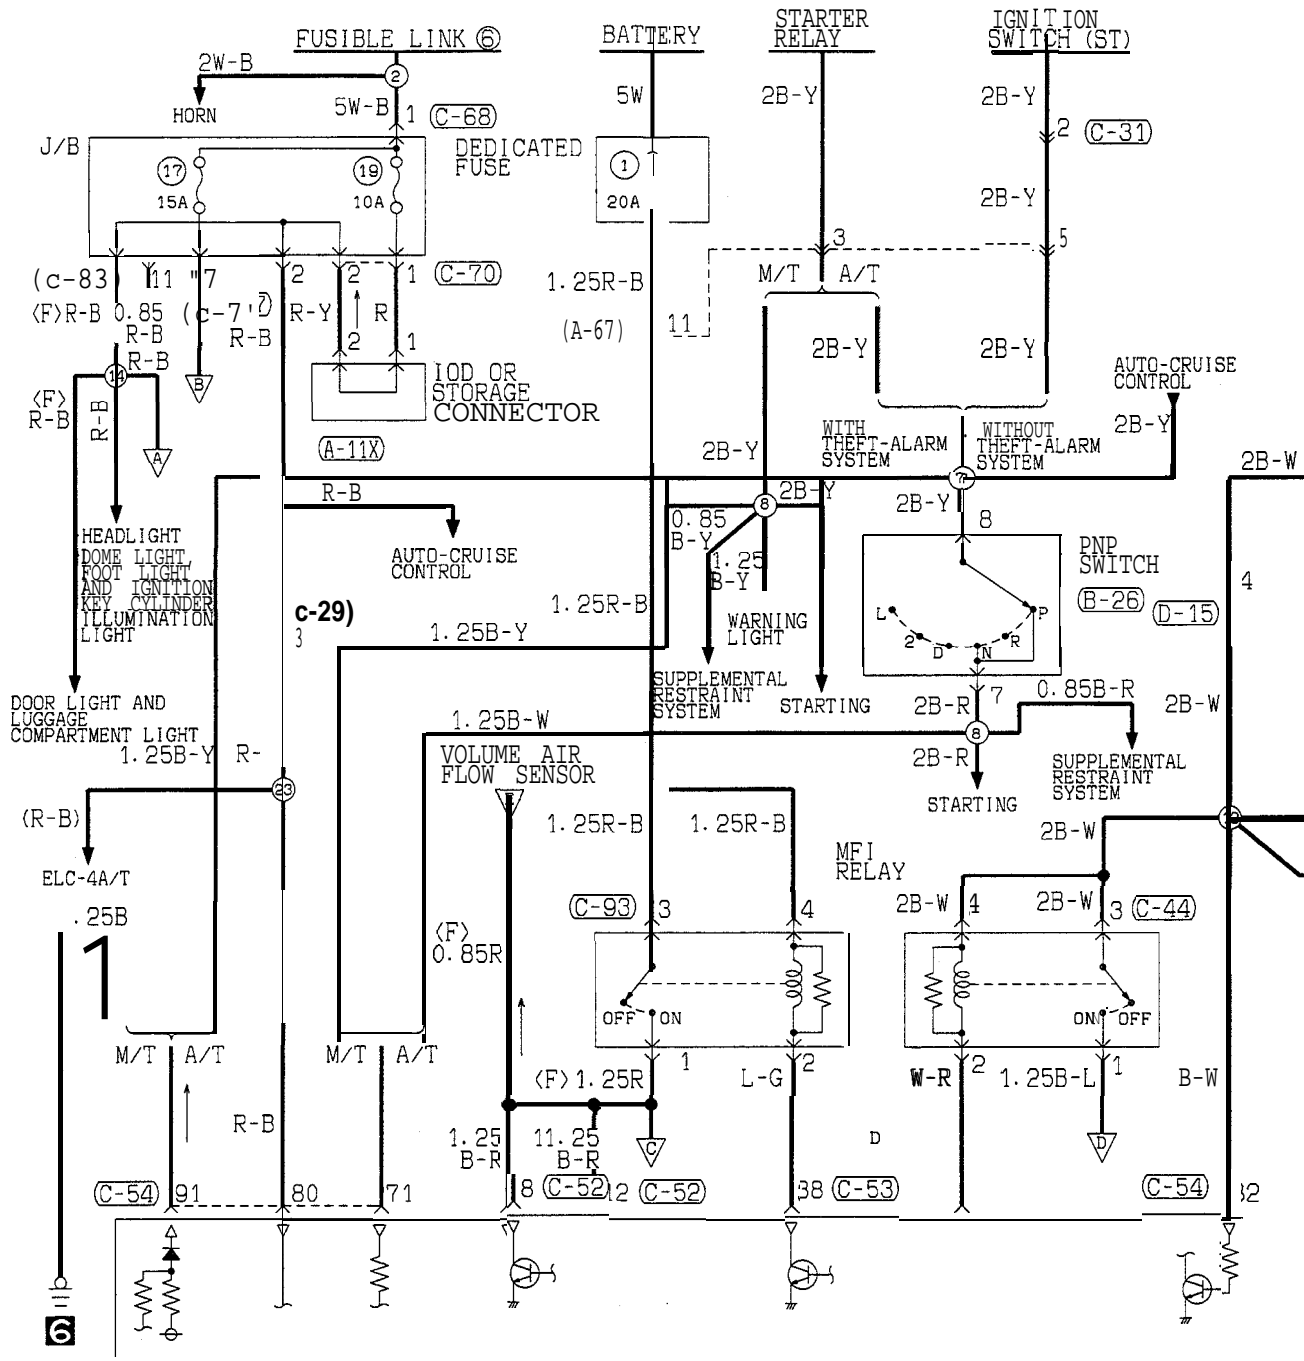 FUSIBLE LINK ⑥
BATTERY
STARTER
RELAY
IGNITION
SWITCH (ST)
2W-B
2
HORN
5W-B
1
C-68
5W
2B-Y
2B-Y
2
C-31
J/B
DEDICATED
FUSE
17
15A
19
10A
1
20A
2B-Y
3
5
(c-83
11
"7
2
2
1
C-70
1.25R-B
M/T
A/T
<F>R-B
0.85
R-B
(c-7'
R-B
R-Y
R
(A-67)
11
2
1
2B-Y
2B-Y
R-B
14
B
IOD OR
STORAGE
CONNECTOR
AUTO-CRUISE
CONTROL
<F>
R-B
R-B
A
A-11X
2B-Y
WITH
THEFT-ALARM
SYSTEM
WITHOUT
THEFT-ALARM
SYSTEM
2B-Y
2B-W
R-B
2B-Y
8
7
2B-Y
8
0.85
B-Y
HEADLIGHT
DOME LIGHT,
FOOT LIGHT
AND IGNITION
KEY CYLINDER
ILLUMINATION
LIGHT
AUTO-CRUISE
CONTROL
1.25
B-Y
PNP
SWITCH
B-26
D-15
4
c-29)
3
1.25R-B
1.25B-Y
WARNING
LIGHT
L
2
D
N
R
P
SUPPLEMENTAL
RESTRAINT
SYSTEM
STARTING
7
2B-R
0.85B-R
2B-W
DOOR LIGHT AND
LUGGAGE
COMPARTMENT LIGHT
1.25B-Y
R-
1.25B-W
8
2B-R
VOLUME AIR
FLOW SENSOR
SUPPLEMENTAL
RESTRAINT
SYSTEM
STARTING
23
(R-B)
1.25R-B
1.25R-B
2B-W
MFI
RELAY
ELC-4A/T
.25B
1
C-93
3
4
2B-W
4
2B-W
3
C-44
<F>
0.85R
OFF
ON
ON
OFF
M/T
A/T
M/T
A/T
1
2
2
1
<F>1.25R
L-G
W-R
1.25B-L
B-W
R-B
1.25
B-R
11.25
B-R
C
D
D
C-54
91
80
71
8
C-52
12
C-52
38
C-53
C-54
32
6